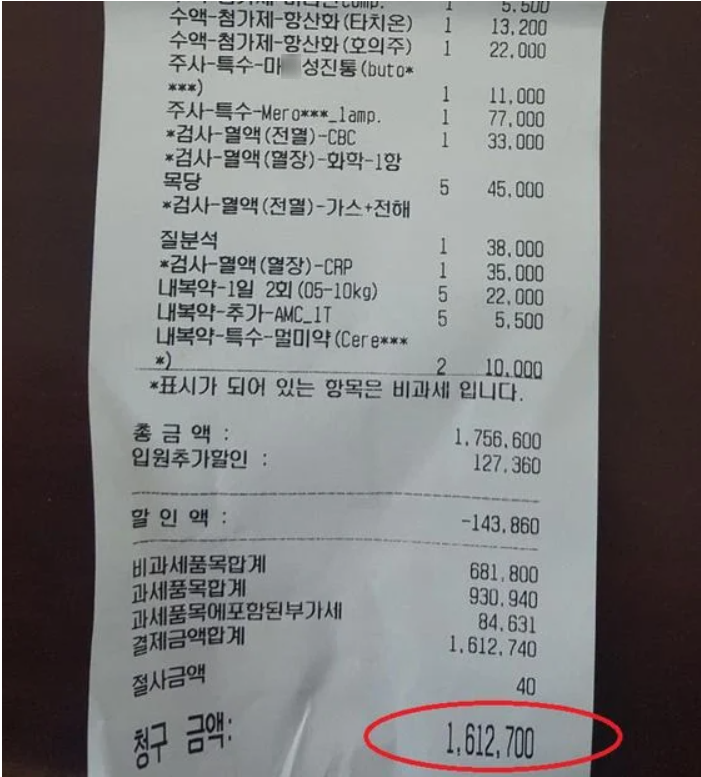 5,500
수액-첨가제-항산화(타치온) 1 13,200
수액-첨가제-항산화(호의주) 1 22,000
주사-특수-마 성진통(buto*
***) 1 11,000
주사-특수-Mero***_1amp. 1 77,000
*검사-혈액(전혈)-CBC 1 33,000
*검사-혈액(혈장)-화학-1항
목당 5 45,000
*검사-혈액(전혈)-가스+전해
질분석 1 38,000
*검사-혈액(혈장)-CRP 1 35,000
내복약-1일 2회(05-10kg) 5 22,000
내복약-추가-AMC_1T 5 5,500
내복약-특수-멀미약(Cere***
*) 2 10,000
*표시가 되어 있는 항목은 비과세 입니다.
총 금 액 : 1,756,600
입원추가할인 : 127,360
할 인 액 : -143,860
비과세품목합계 681,800
과세품목합계 930,940
과세품목에포함된부가세 84,631
결제금액합계 1,612,740
절사금액 40
청구 금액: 1,612,700